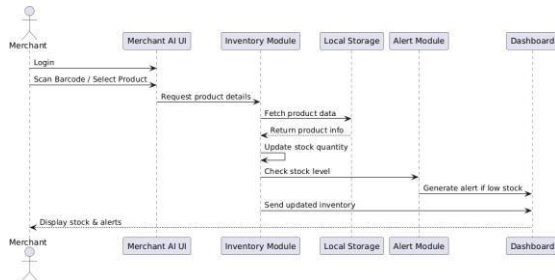 Merchant
Merchant AI UI
Inventory Module
Local Storage
Alert Module
Dashboard
Login
Scan Barcode / Select Product
Request product details
Fetch product data
Return product info
Update stock quantity
Check stock level
Generate alert if low stock
Send updated inventory
Display stock & alerts
Merchant
Merchant AI UI
Inventory Module
Local Storage
Alert Module
Dashboard